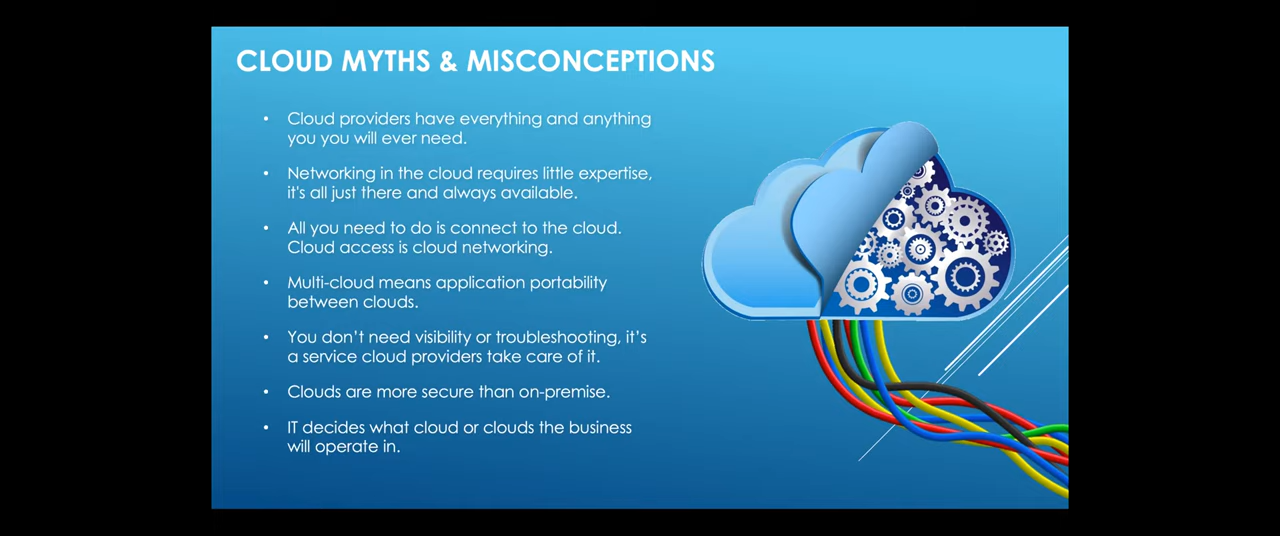 CLOUD MYTHS & MISCONCEPTIONS
• Cloud providers have everything and anything
you you will ever need.
• Networking in the cloud requires little expertise,
it's all just there and always available.
• All you need to do is connect to the cloud.
Cloud access is cloud networking.
• Multi-cloud means application portability
between clouds.
• You don't need visibility or troubleshooting, it's
a service cloud providers take care of it.
• Clouds are more secure than on-premise.
• IT decides what cloud or clouds the business
will operate in.